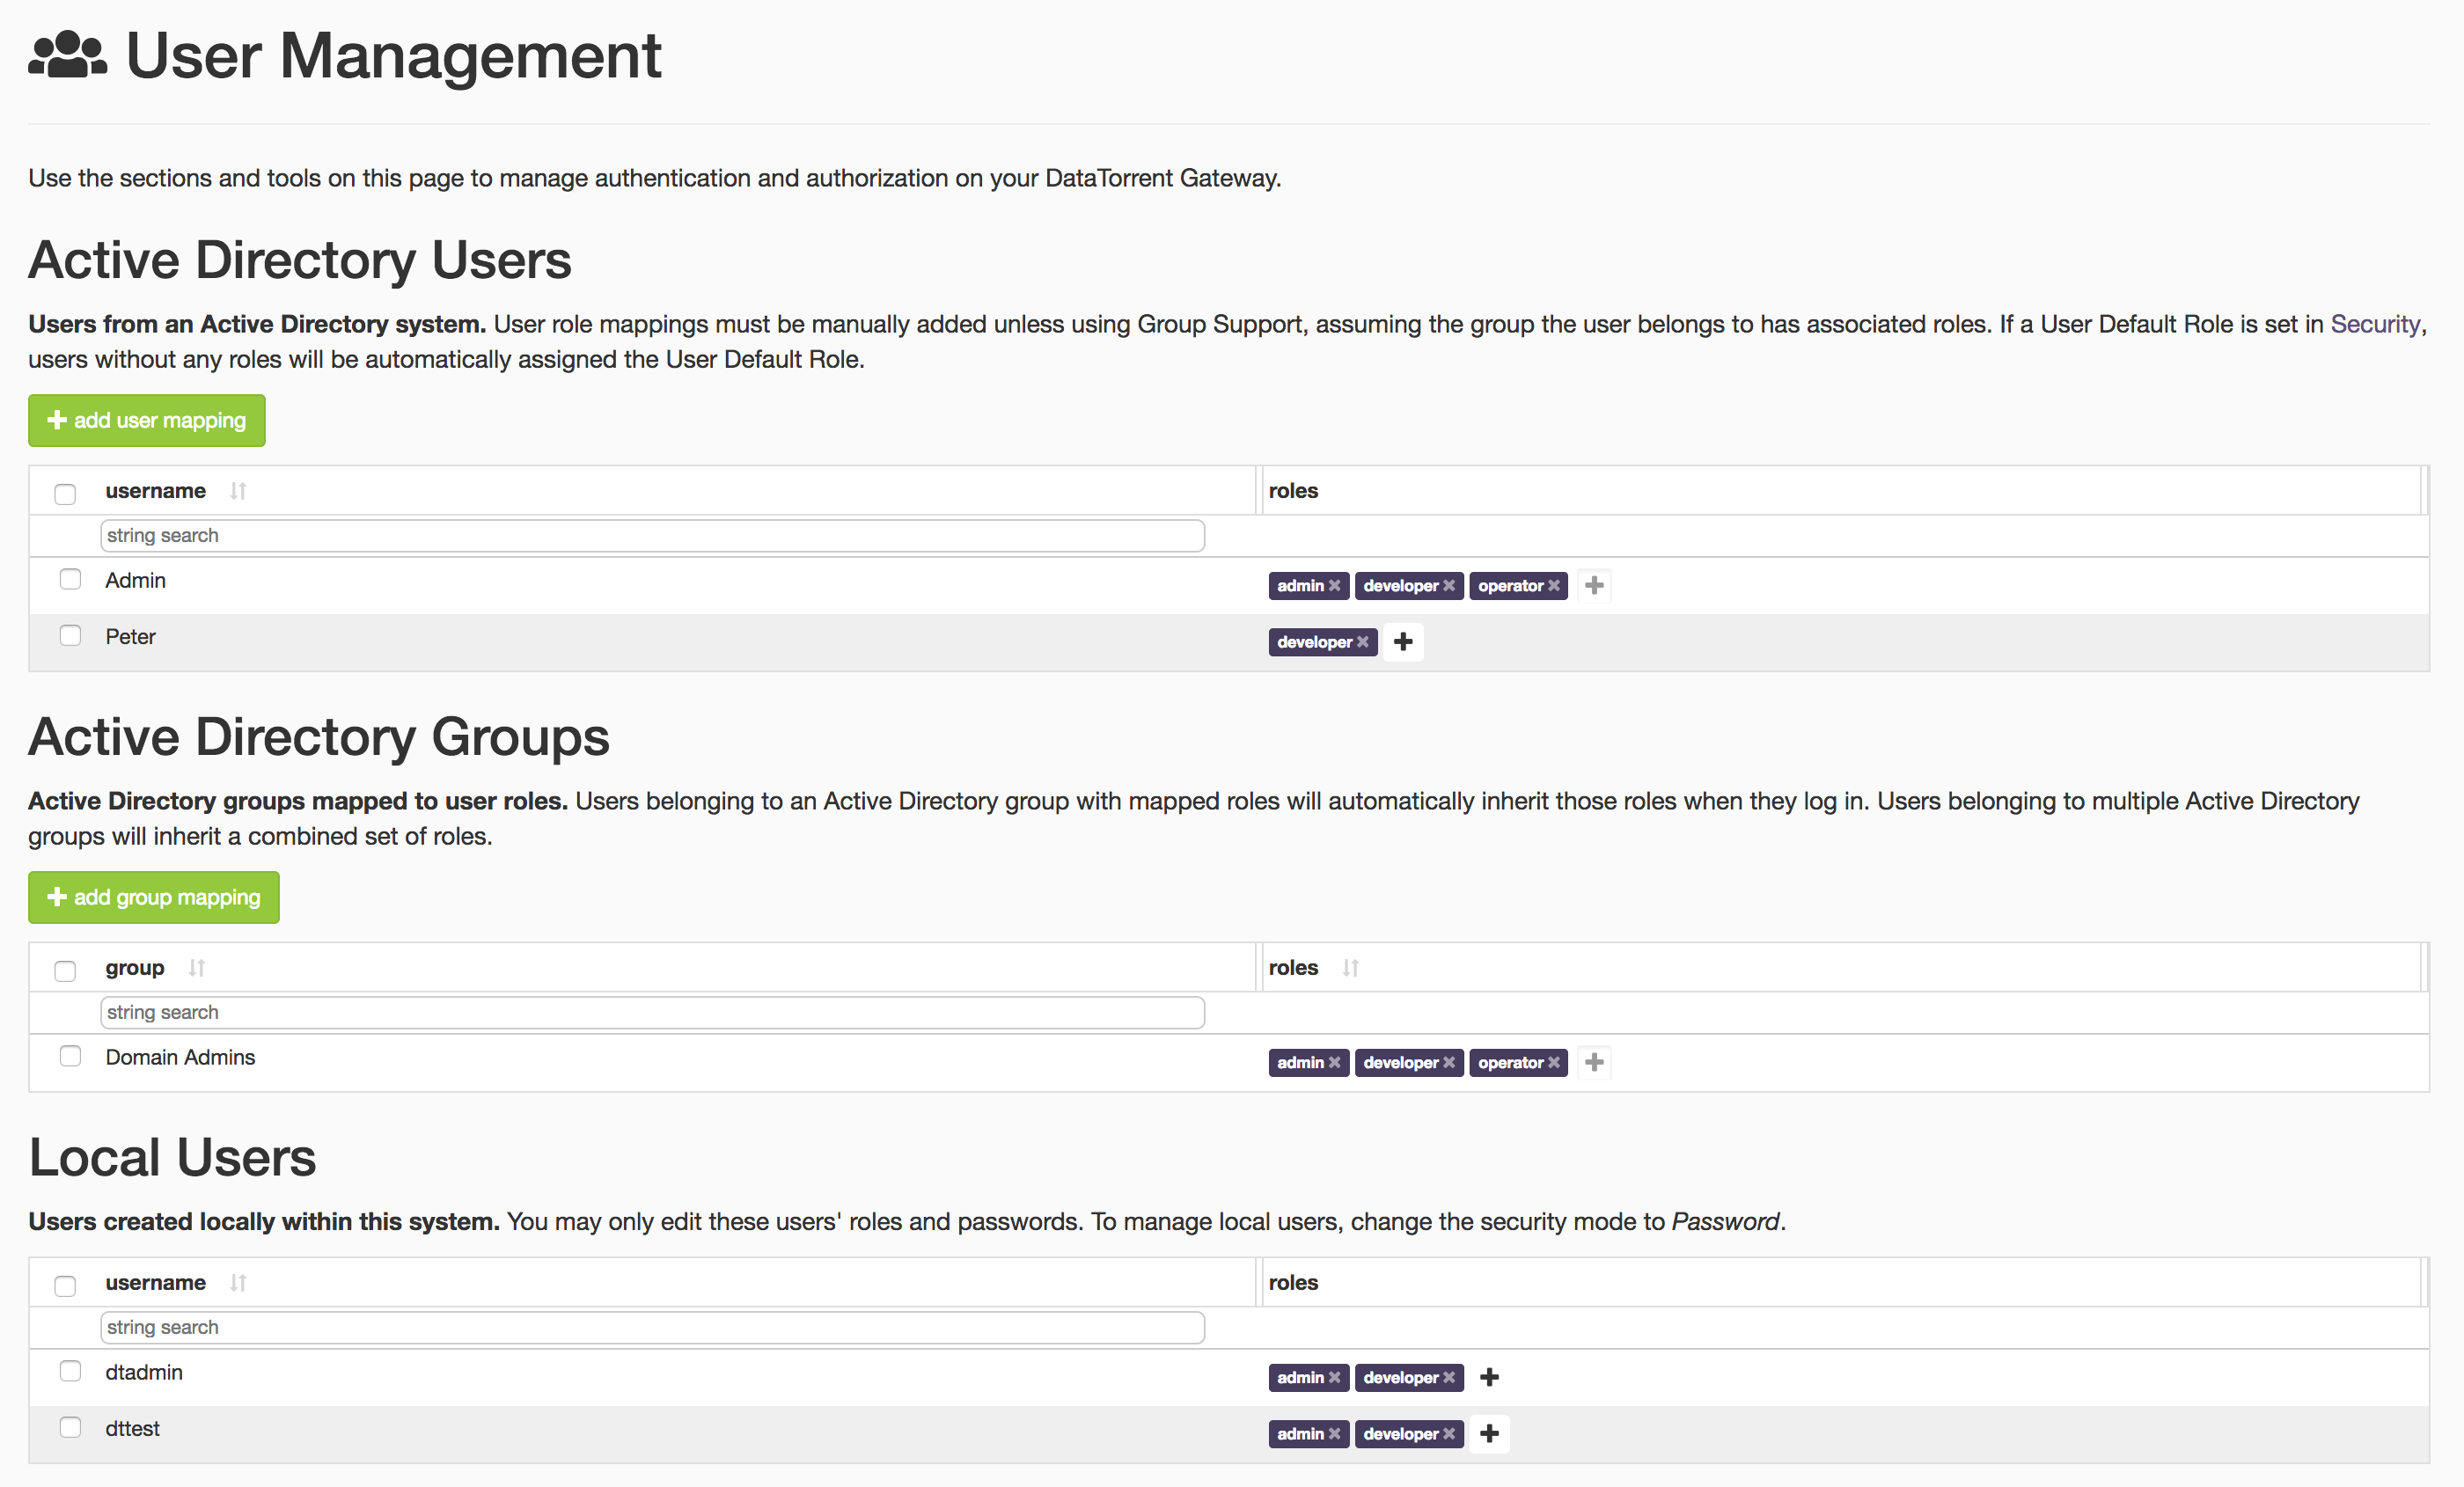 User Management
Use the sections and tools on this page to manage authentication and authorization on your DataTorrent Gateway.
Active Directory Users
Users from an Active Directory system. User role mappings must be manually added unless using Group Support, assuming the group the user belongs to has associated roles. If a User Default Role is set in Security,
users without any roles will be automatically assigned the User Default Role.
add user mapping
username roles
string search
Admin admin developer operator
Peter developer
Active Directory Groups
Active Directory groups mapped to user roles. Users belonging to an Active Directory group with mapped roles will automatically inherit those roles when they log in. Users belonging to multiple Active Directory
groups will inherit a combined set of roles.
add group mapping
group roles
string search
Domain Admins admin developer operator
Local Users
Users created locally within this system. You may only edit these users' roles and passwords. To manage local users, change the security mode to Password.
username roles
string search
dtadmin admin developer
dttest admin developer